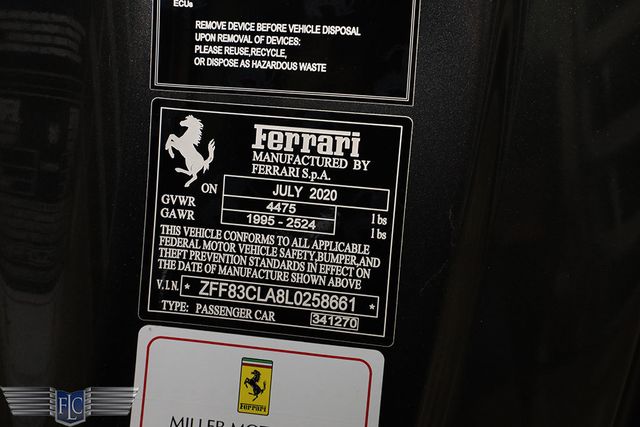 ECUs
REMOVE DEVICE BEFORE VEHICLE DISPOSAL
UPON REMOVAL OF DEVICES:
PLEASE REUSE,RECYCLE,
OR DISPOSE AS HAZARDOUS WASTE
Ferrari
MANUFACTURED BY
FERRARI S.p.A.
ON JULY 2020
GVWR 4475 lbs
GAWR 1995 - 2524 lbs
THIS VEHICLE CONFORMS TO ALL APPLICABLE
FEDERAL MOTOR VEHICLE SAFETY,BUMPER,AND
THEFT PREVENTION STANDARDS IN EFFECT ON
THE DATE OF MANUFACTURE SHOWN ABOVE
V.I.N. * ZFF83CLA8L0258661 *
TYPE: PASSENGER CAR 341270
Ferrari
MILLER
FLC